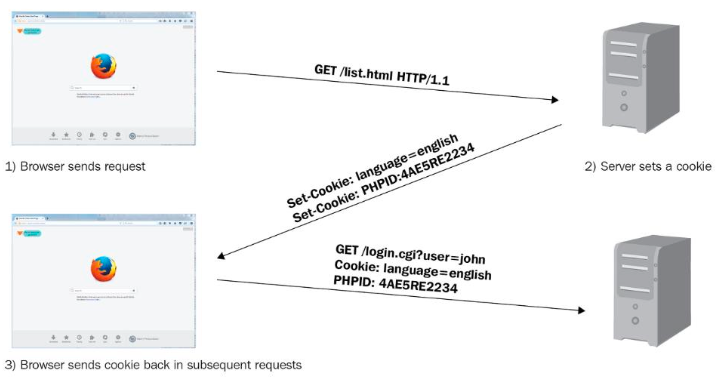 GET /list.html HTTP/1.1
1) Browser sends request
2) Server sets a cookie
Set-Cookie: language=english
Set-Cookie: PHPID:4AE5RE2234
GET /login.cgi?user=john
Cookie: language=english
PHPID: 4AE5RE2234
3) Browser sends cookie back in subsequent requests